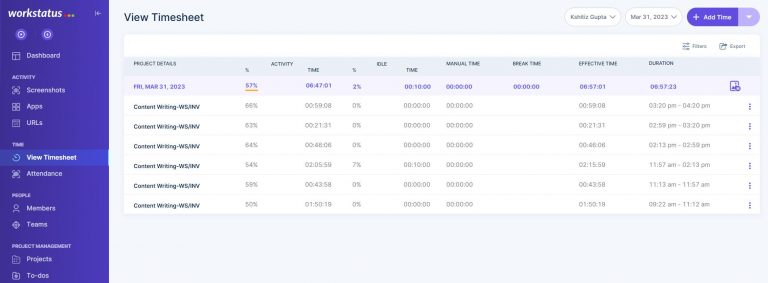 workstatus
View Timesheet
Kshitiz Gupta
Mar 31, 2023
+ Add Time
Dashboard
ACTIVITY
Screenshots
Apps
URLs
TIME
View Timesheet
Attendance
PEOPLE
Members
Teams
PROJECT MANAGEMENT
Projects
To-dos
Filters
Export
PROJECT DETAILS ACTIVITY IDLE MANUAL TIME BREAK TIME EFFECTIVE TIME DURATION
% TIME % TIME
FRI, MAR 31, 2023 57% 06:47:01 2% 00:10:00 00:00:00 00:00:00 06:57:01 06:57:23
Content Writing-WS/INV 66% 00:59:08 0% 00:00:00 00:00:00 00:59:08 03:20 pm - 04:20 pm
Content Writing-WS/INV 63% 00:21:31 0% 00:00:00 00:00:00 00:21:31 02:59 pm - 03:20 pm
Content Writing-WS/INV 64% 00:46:06 0% 00:00:00 00:00:00 00:46:06 02:13 pm - 02:59 pm
Content Writing-WS/INV 54% 02:05:59 7% 00:10:00 00:00:00 02:15:59 11:57 am - 02:13 pm
Content Writing-WS/INV 59% 00:43:58 0% 00:00:00 00:00:00 00:43:58 11:13 am - 11:57 am
Content Writing-WS/INV 50% 01:50:19 0% 00:00:00 00:00:00 01:50:19 09:22 am - 11:12 am